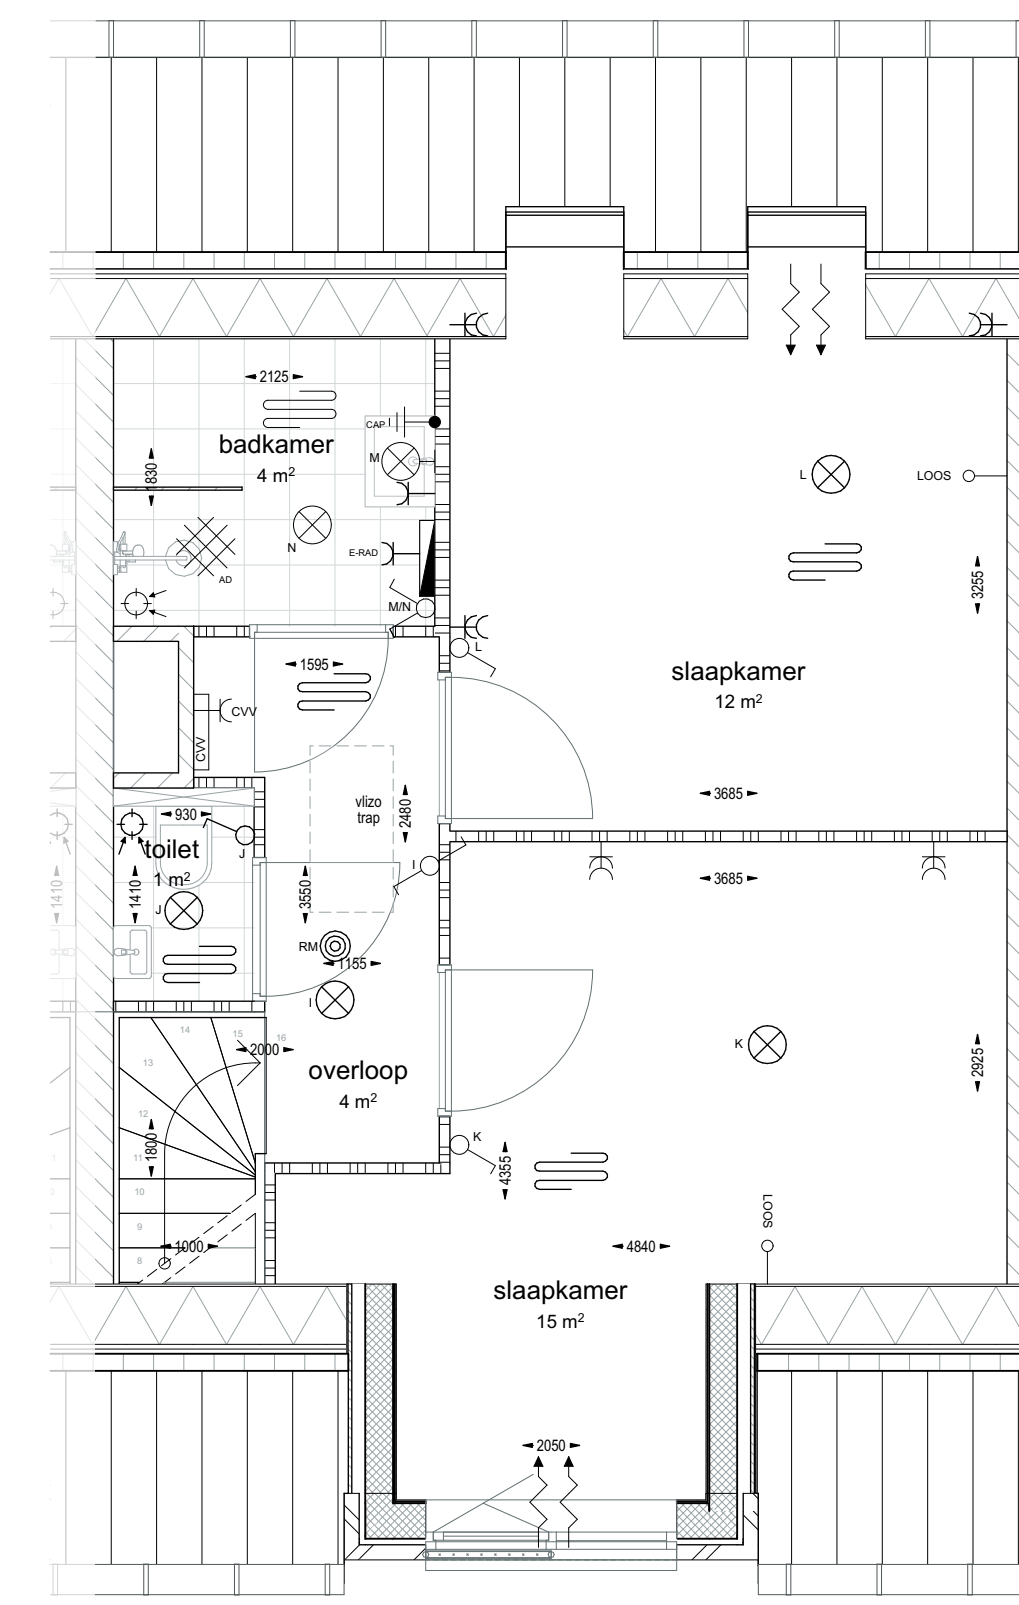 2125
CAP
badkamer
4 m²
M
1830
L
LOOS
N
E-RAD
AD
3255
M/N
L
1595
slaapkamer
12 m²
CVV
CVV
3685
vlizo
trap
2480
930
J
toilet
1 m²
I
3685
1410
1410
J
3550
RM
1155
I
14
15
16
2000
K
13
overloop
4 m²
2925
12
1800
11
K
4355
10
LOOS
9
1000
8
4840
slaapkamer
15 m²
2050